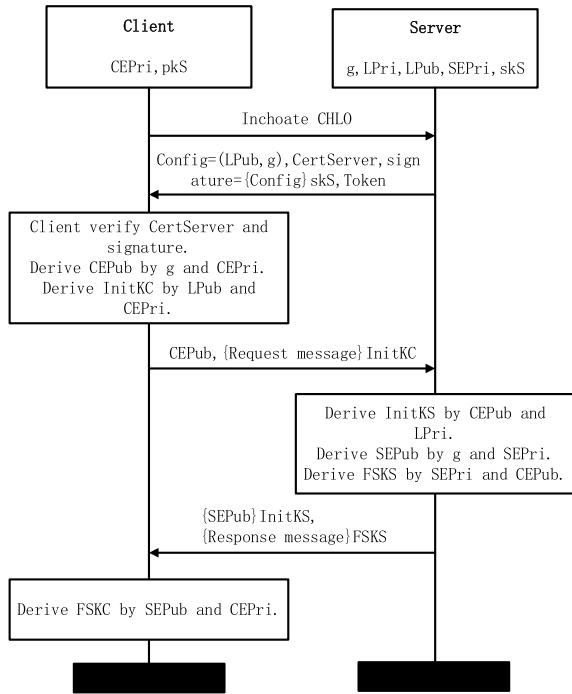 Client
CEPri,pkS
Server
g,LPri,LPub,SEPri,skS
Inchoate CHLO
Config=(LPub,g),CertServer,sign
ature={Config}skS,Token
Client verify CertServer and
signature.
Derive CEPub by g and CEPri.
Derive InitKC by LPub and
CEPri.
CEPub,{Request message}InitKC
Derive InitKS by CEPub and
LPri.
Derive SEPub by g and SEPri.
Derive FSKS by SEPri and CEPub.
{SEPub}InitKS,
{Response message}FSKS
Derive FSKC by SEPub and CEPri.